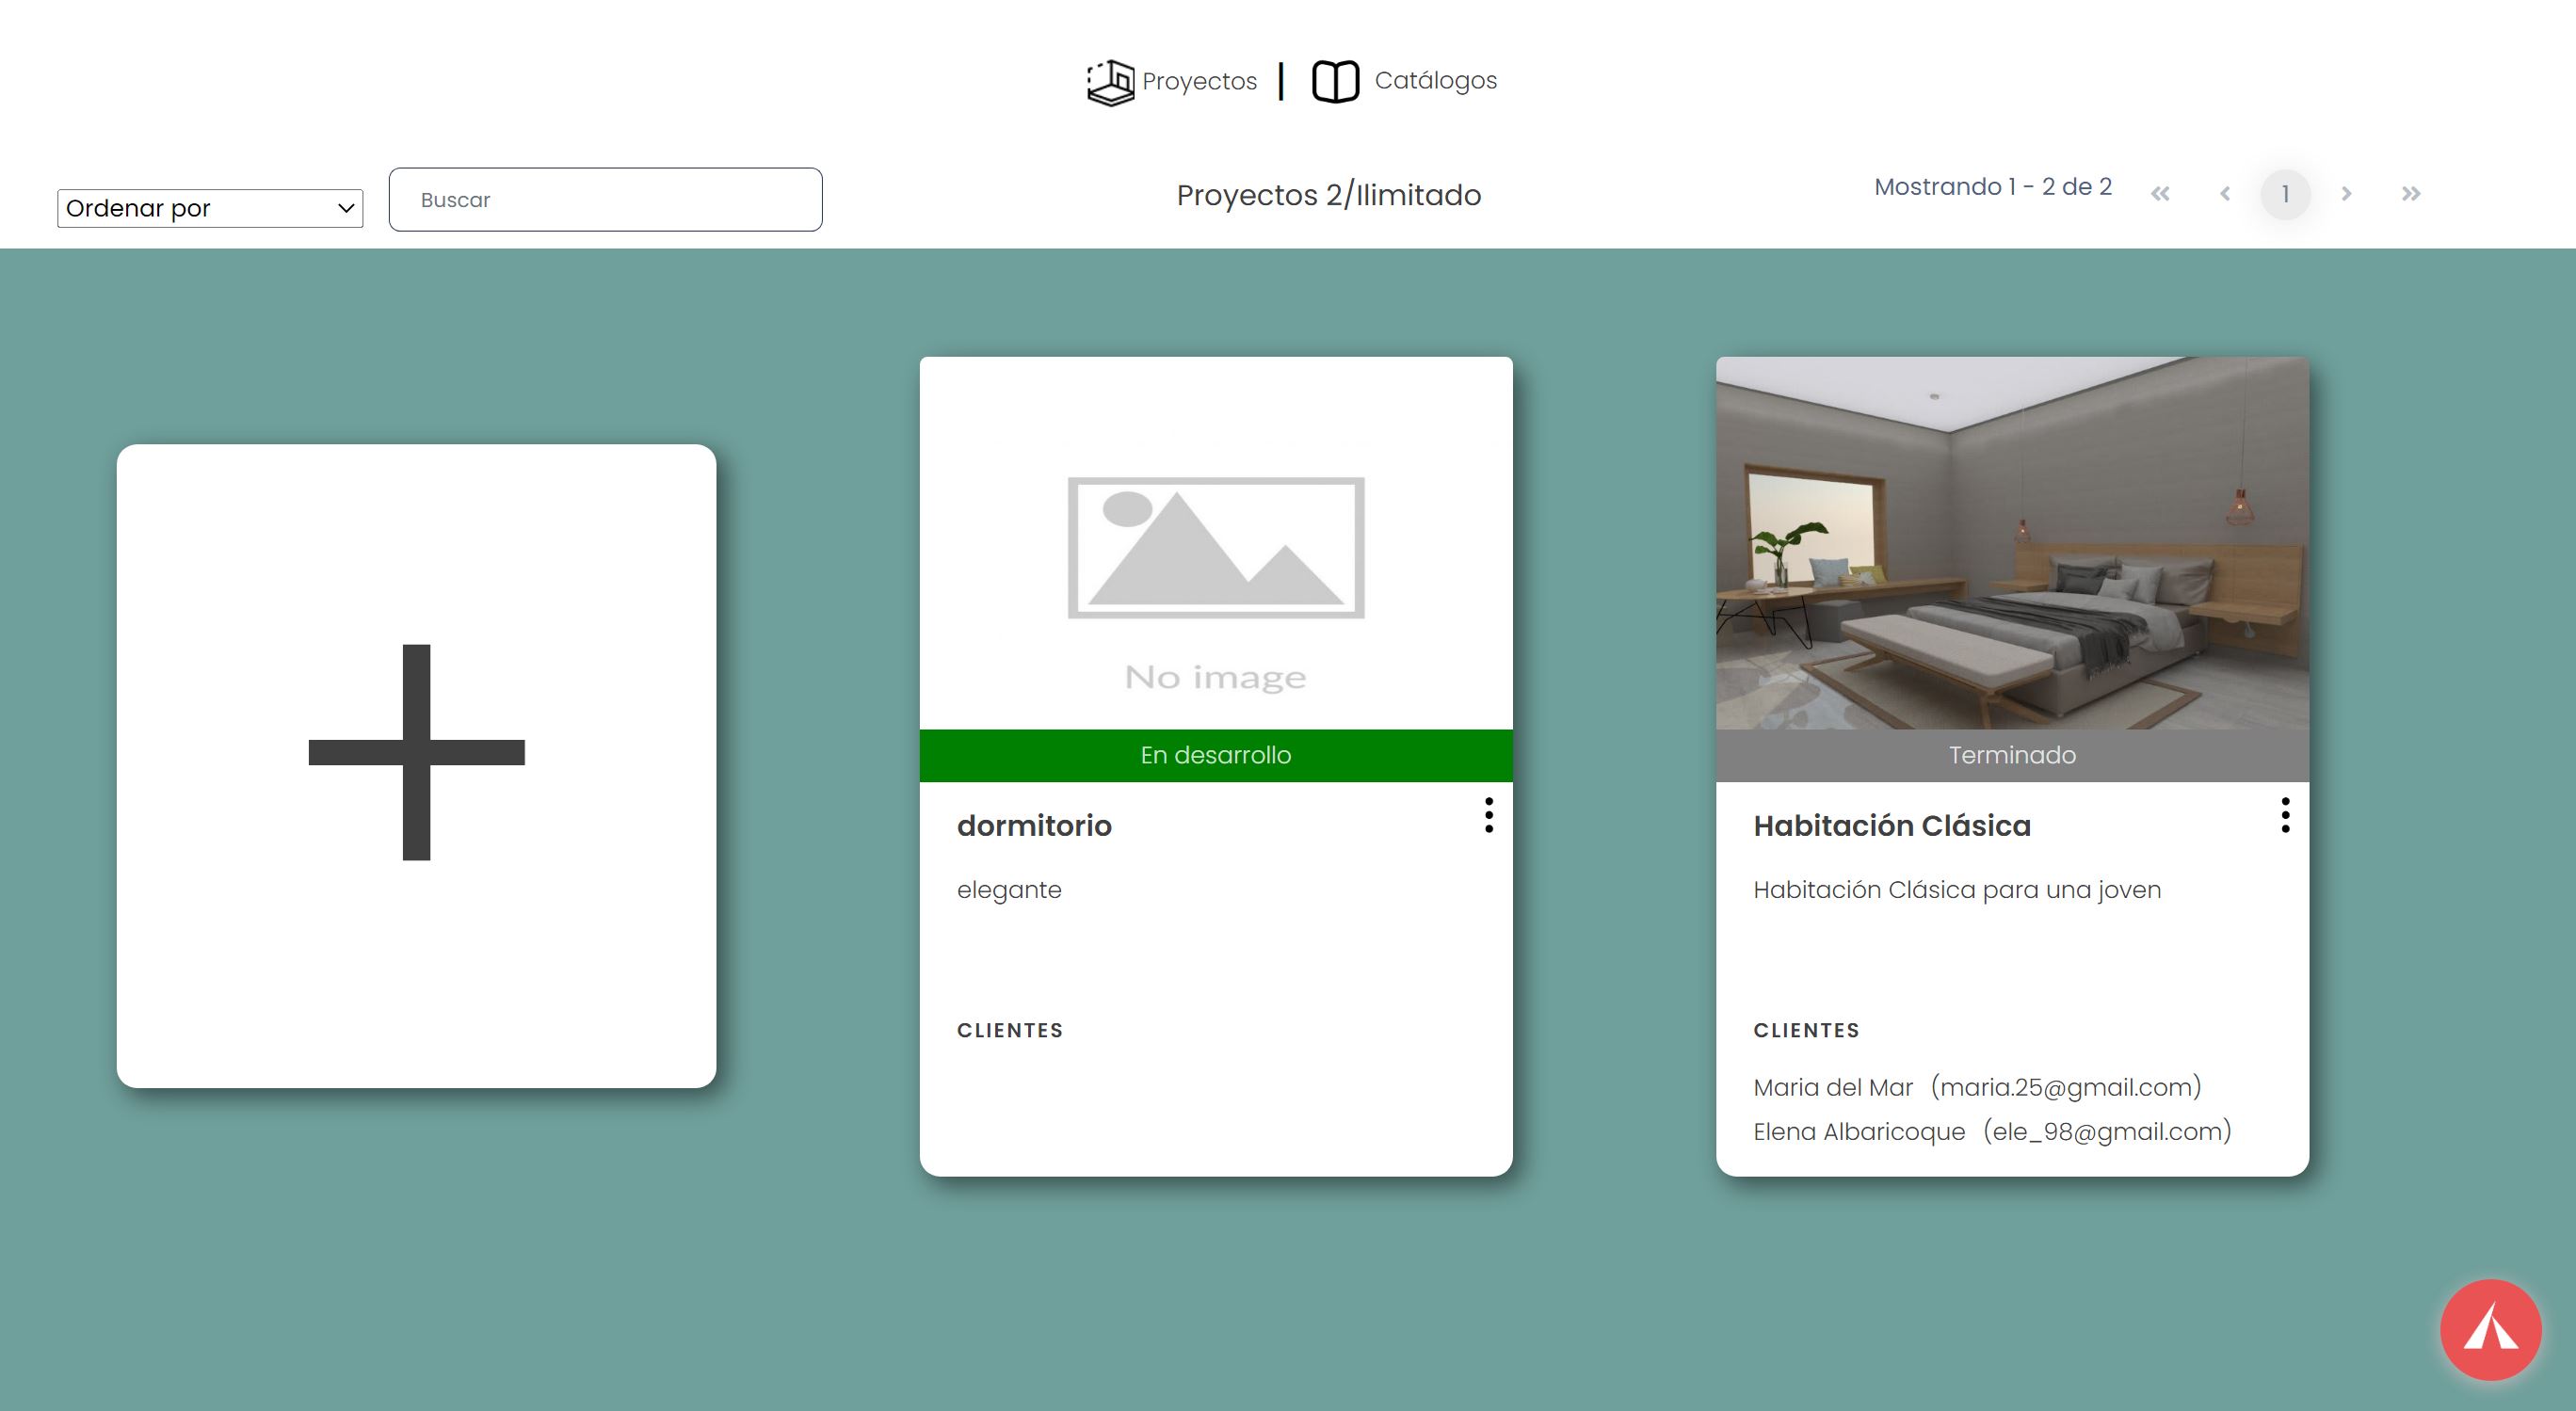 Proyectos | Catálogos
Ordenar por
Buscar
Proyectos 2/Ilimitado
Mostrando 1 - 2 de 2
« ‹ 1 › »
No image
En desarrollo
dormitorio
elegante
CLIENTES
Terminado
Habitación Clásica
Habitación Clásica para una joven
CLIENTES
Maria del Mar (maria.25@gmail.com)
Elena Albaricoque (ele_98@gmail.com)